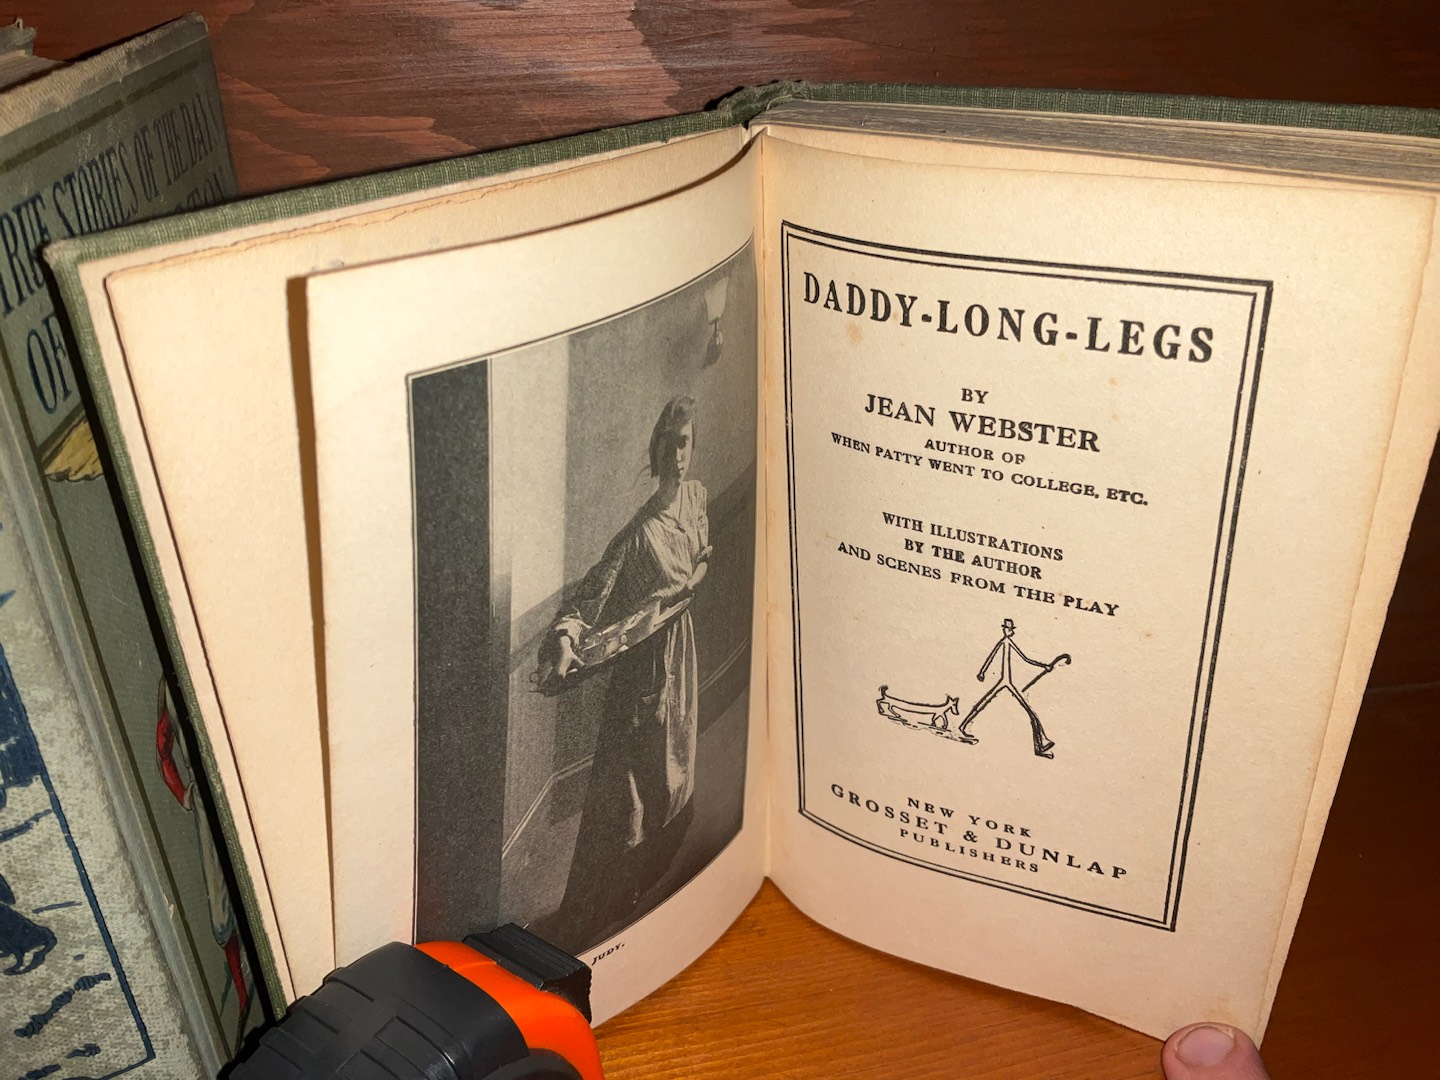 TRUE STORIES OF THE DAY
OF
JUDY.
DADDY-LONG-LEGS
BY
JEAN WEBSTER
AUTHOR OF
WHEN PATTY WENT TO COLLEGE, ETC.
WITH ILLUSTRATIONS
BY THE AUTHOR
AND SCENES FROM THE PLAY
NEW YORK
GROSSET & DUNLAP
PUBLISHERS